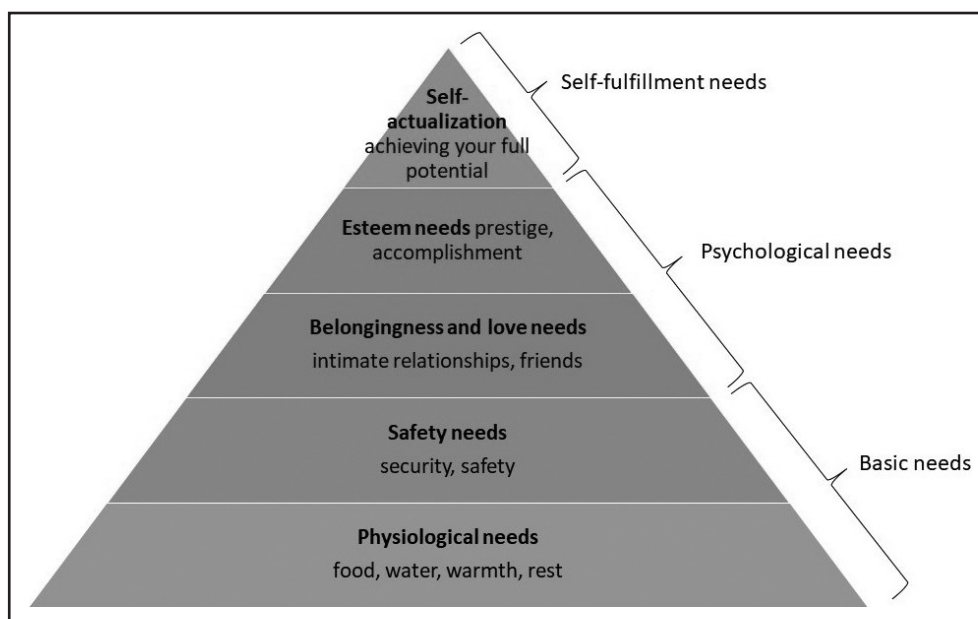 Self-
actualization
achieving your full
potential
Self-fulfillment needs
Esteem needs prestige,
accomplishment
Psychological needs
Belongingness and love needs
intimate relationships, friends
Safety needs
security, safety
Basic needs
Physiological needs
food, water, warmth, rest